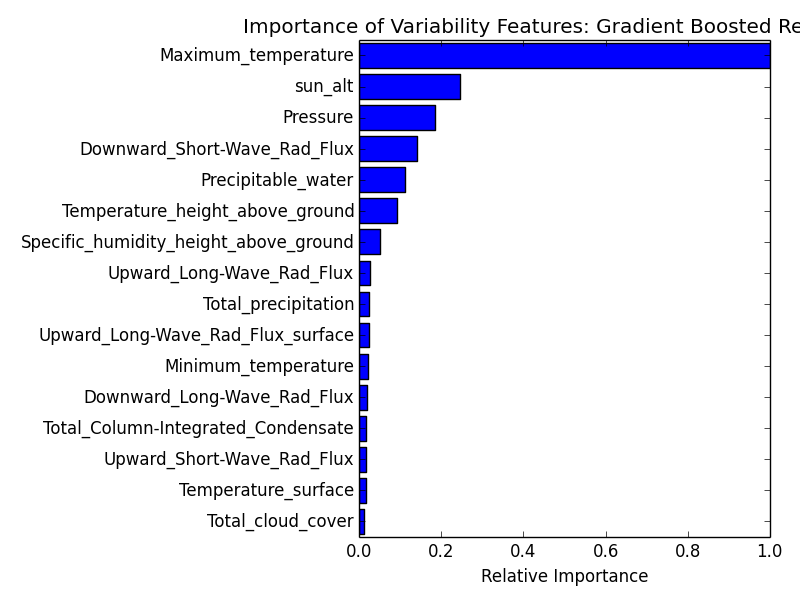 Importance of Variability Features: Gradient Boosted Re
Maximum_temperature
sun_alt
Pressure
Downward_Short-Wave_Rad_Flux
Precipitable_water
Temperature_height_above_ground
Specific_humidity_height_above_ground
Upward_Long-Wave_Rad_Flux
Total_precipitation
Upward_Long-Wave_Rad_Flux_surface
Minimum_temperature
Downward_Long-Wave_Rad_Flux
Total_Column-Integrated_Condensate
Upward_Short-Wave_Rad_Flux
Temperature_surface
Total_cloud_cover
0.0 0.2 0.4 0.6 0.8 1.0
Relative Importance